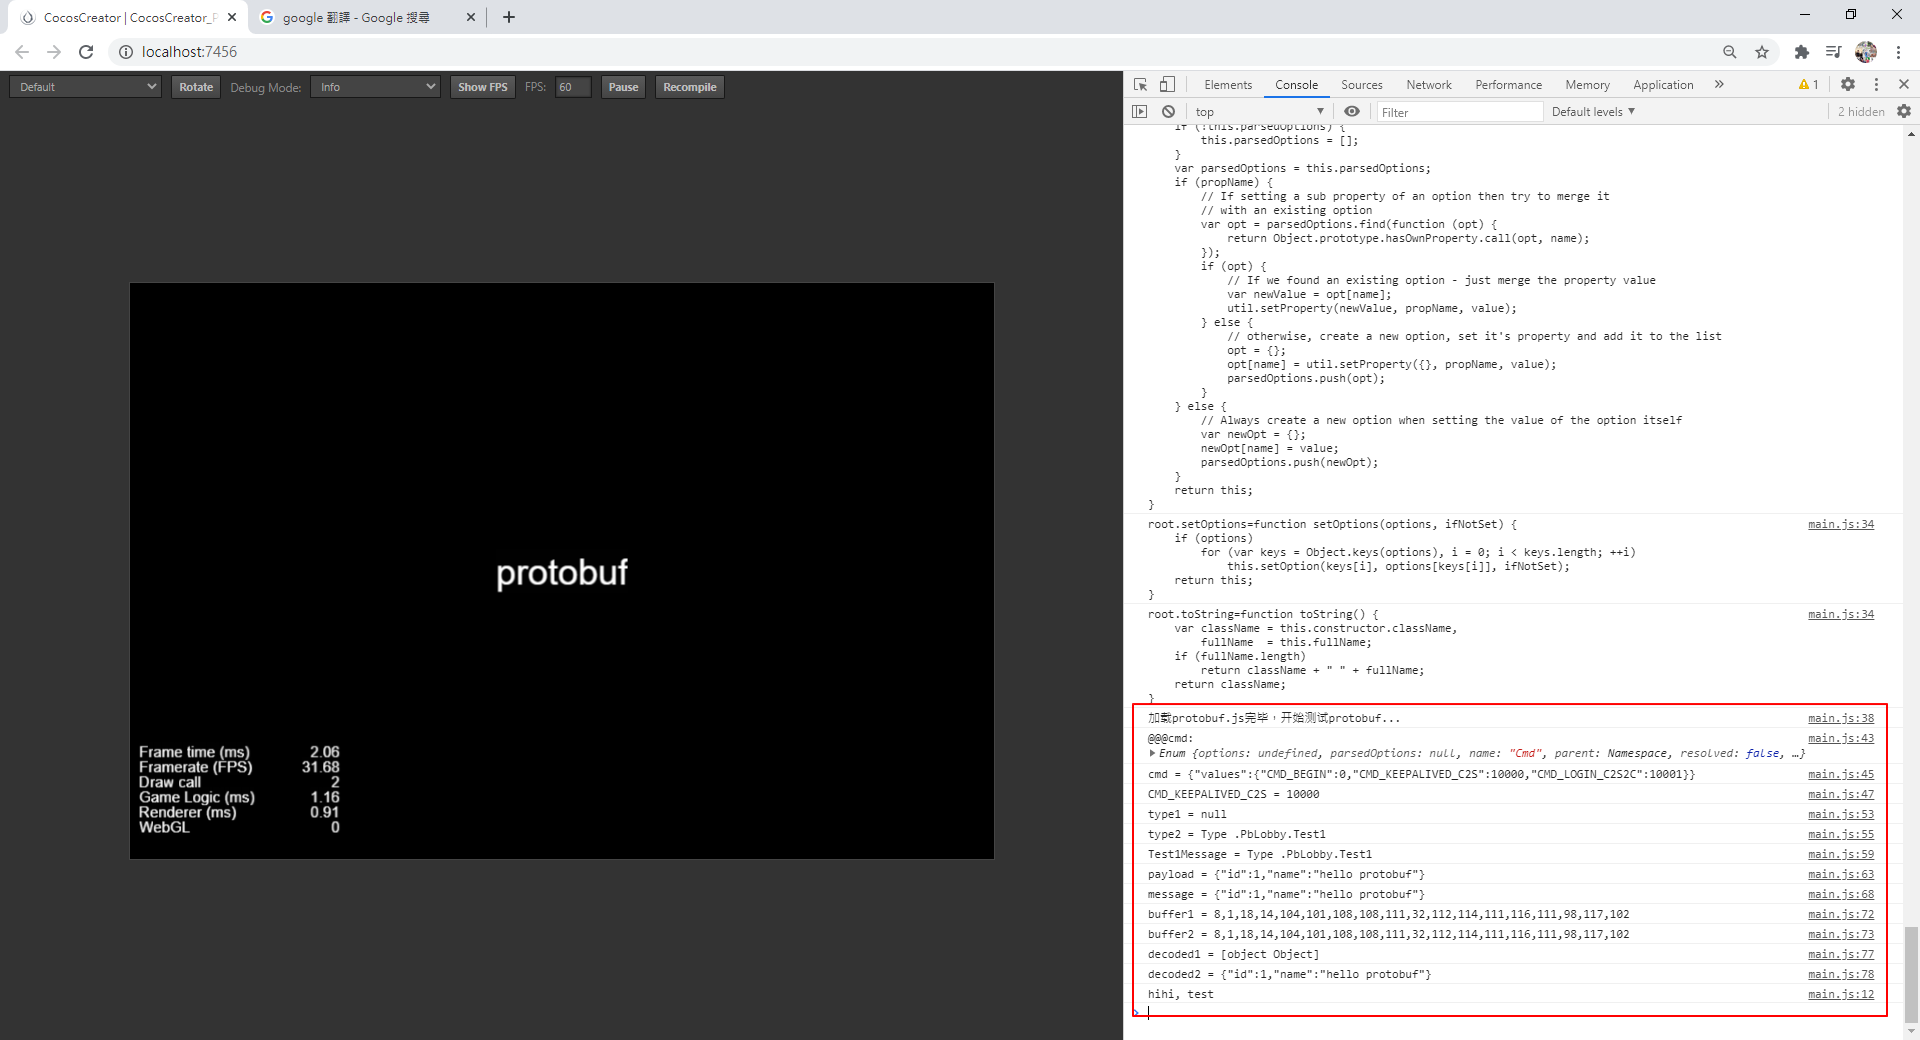 CocosCreator | CocosCreator_P
google 翻譯 - Google 搜尋
localhost:7456
Default
Rotate
Debug Mode:
Info
Show FPS
FPS:
60
Pause
Recompile
protobuf
Frame time (ms) 2.06
Framerate (FPS) 31.68
Draw call 2
Game Logic (ms) 1.16
Renderer (ms) 0.91
WebGL 0
Elements Console Sources Network Performance Memory Application » 1
top
Filter
Default levels ▼
2 hidden
if (!this.parsedOptions) {
this.parsedOptions = [];
}
var parsedOptions = this.parsedOptions;
if (propName) {
// If setting a sub property of an option then try to merge it
// with an existing option
var opt = parsedOptions.find(function (opt) {
return Object.prototype.hasOwnProperty.call(opt, name);
});
if (opt) {
// If we found an existing option - just merge the property value
var newValue = opt[name];
util.setProperty(newValue, propName, value);
} else {
// otherwise, create a new option, set it's property and add it to the list
opt = {};
opt[name] = util.setProperty({}, propName, value);
parsedOptions.push(opt);
}
} else {
// Always create a new option when setting the value of the option itself
var newOpt = {};
newOpt[name] = value;
parsedOptions.push(newOpt);
}
return this;
}
root.setOptions=function setOptions(options, ifNotSet) { main.js:34
if (options)
for (var keys = Object.keys(options), i = 0; i < keys.length; ++i)
this.setOption(keys[i], options[keys[i]], ifNotSet);
return this;
}
root.toString=function toString() { main.js:34
var className = this.constructor.className,
fullName  = this.fullName;
if (fullName.length)
return className + " " + fullName;
return className;
}
加载protobuf.js完毕，开始测试protobuf... main.js:38
@@@cmd: main.js:43
▶ Enum {options: undefined, parsedOptions: null, name: "Cmd", parent: Namespace, resolved: false, …}
cmd = {"values":{"CMD_BEGIN":0,"CMD_KEEPALIVED_C2S":10000,"CMD_LOGIN_C2S2C":10001}} main.js:45
CMD_KEEPALIVED_C2S = 10000 main.js:47
type1 = null main.js:53
type2 = Type .PbLobby.Test1 main.js:55
Test1Message = Type .PbLobby.Test1 main.js:59
payload = {"id":1,"name":"hello protobuf"} main.js:63
message = {"id":1,"name":"hello protobuf"} main.js:68
buffer1 = 8,1,18,14,104,101,108,108,111,32,112,114,111,116,111,98,117,102 main.js:72
buffer2 = 8,1,18,14,104,101,108,108,111,32,112,114,111,116,111,98,117,102 main.js:73
decoded1 = [object Object] main.js:77
decoded2 = {"id":1,"name":"hello protobuf"} main.js:78
hihi, test main.js:12